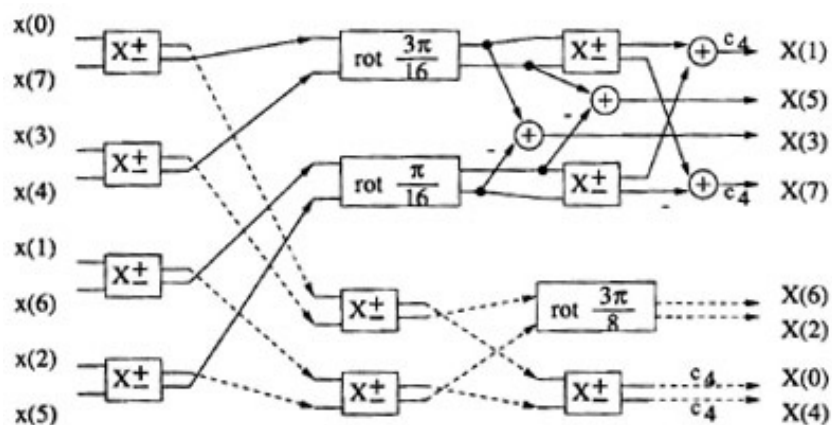 x(0)
x(7)
x(3)
x(4)
x(1)
x(6)
x(2)
x(5)
X±
X±
X±
X±
rot 3π/16
rot π/16
X±
X±
X±
X±
+
-
+
-
rot 3π/8
X±
X±
+
c4
+
-
c4
c4
c4
X(1)
X(5)
X(3)
X(7)
X(6)
X(2)
X(0)
X(4)